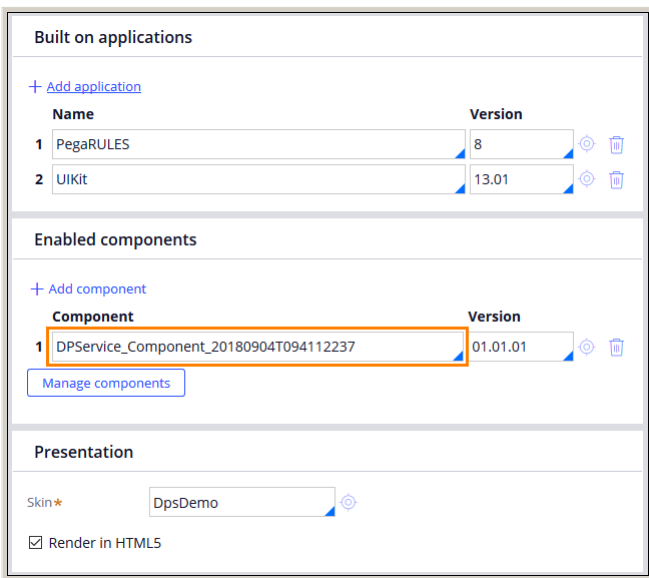 Built on applications
+ Add application
Name Version
1 PegaRULES 8
2 UIKit 13.01
Enabled components
+ Add component
Component Version
1 DPService_Component_20180904T094112237 01.01.01
Manage components
Presentation
Skin* DpsDemo
Render in HTML5